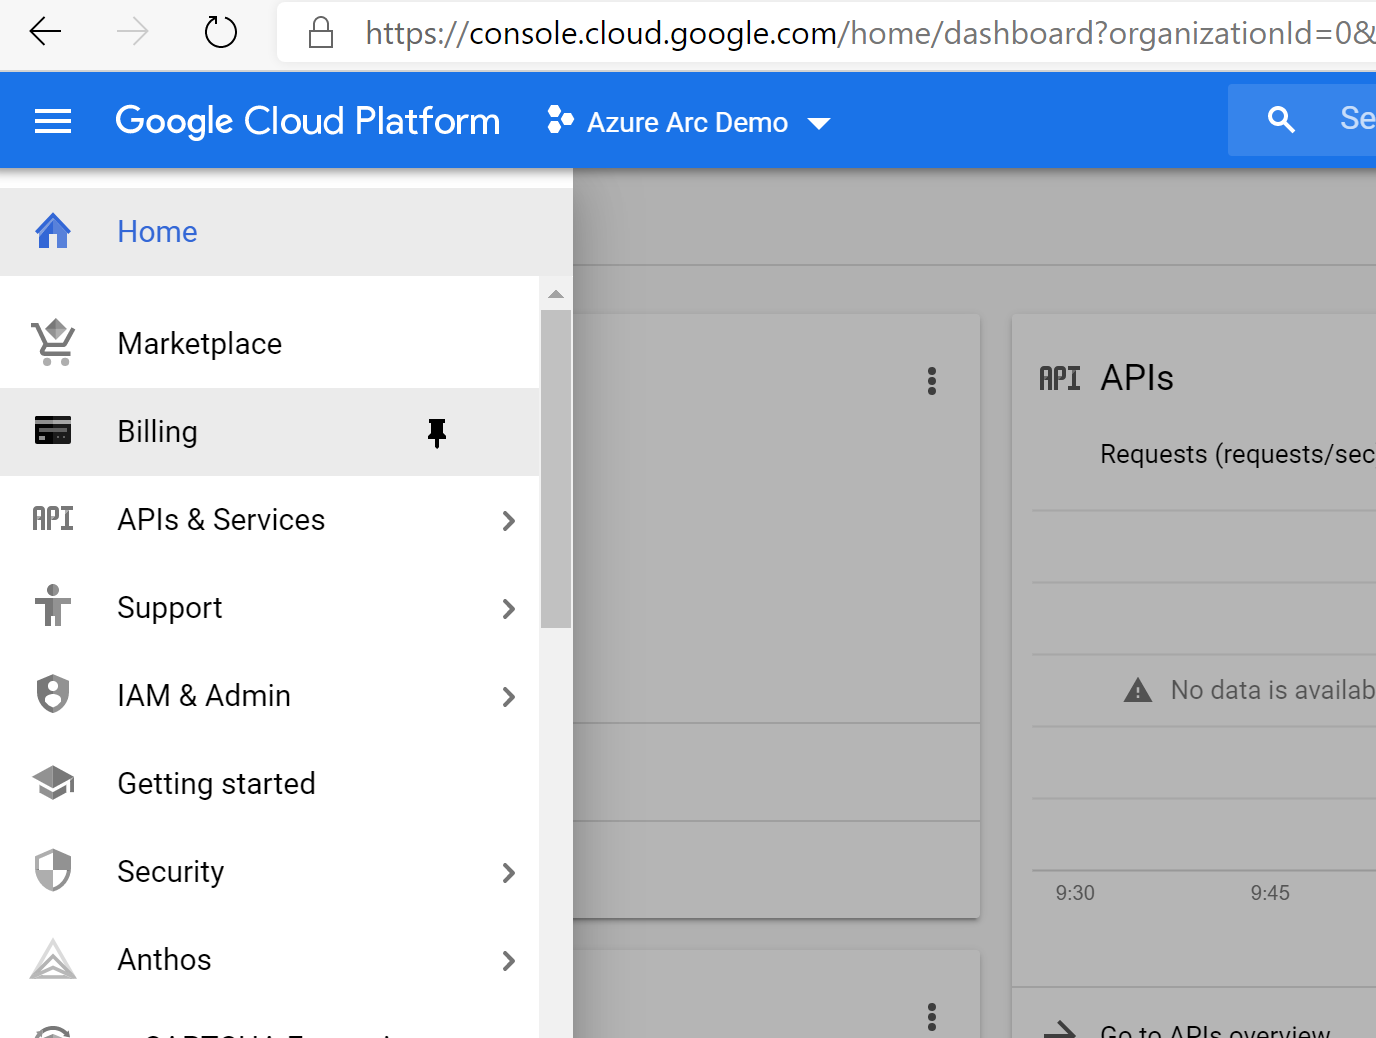 https://console.cloud.google.com/home/dashboard?organizationId=0&
Google Cloud Platform
Azure Arc Demo
Se
Home
Marketplace
Billing
API APIs & Services
Support
IAM & Admin
Getting started
Security
Anthos
API APIs
Requests (requests/sec
No data is availab
9:30 9:45
Go to APIs overview